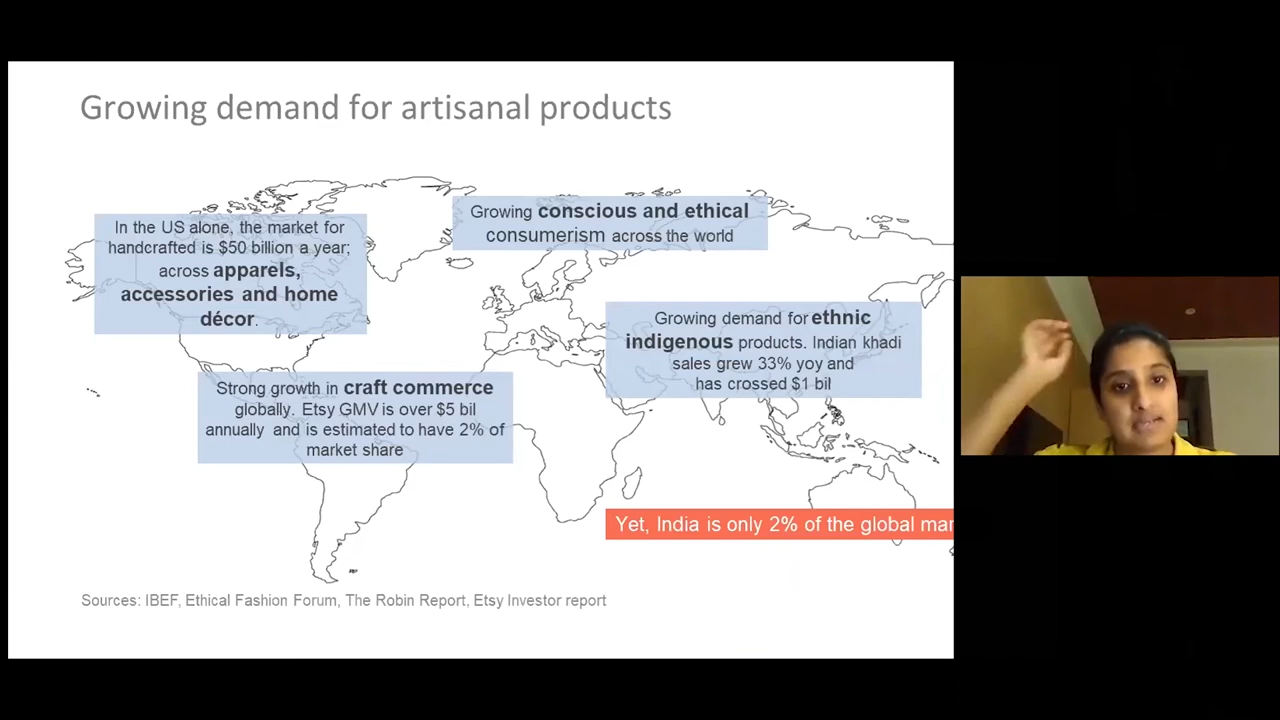 Growing demand for artisanal products
In the US alone, the market for
handcrafted is $50 billion a year;
across apparels,
accessories and home
décor.
Growing conscious and ethical
consumerism across the world
Growing demand for ethnic
indigenous products. Indian khadi
sales grew 33% yoy and
has crossed $1 bil
Strong growth in craft commerce
globally. Etsy GMV is over $5 bil
annually and is estimated to have 2% of
market share
Yet, India is only 2% of the global mar
Sources: IBEF, Ethical Fashion Forum, The Robin Report, Etsy Investor report